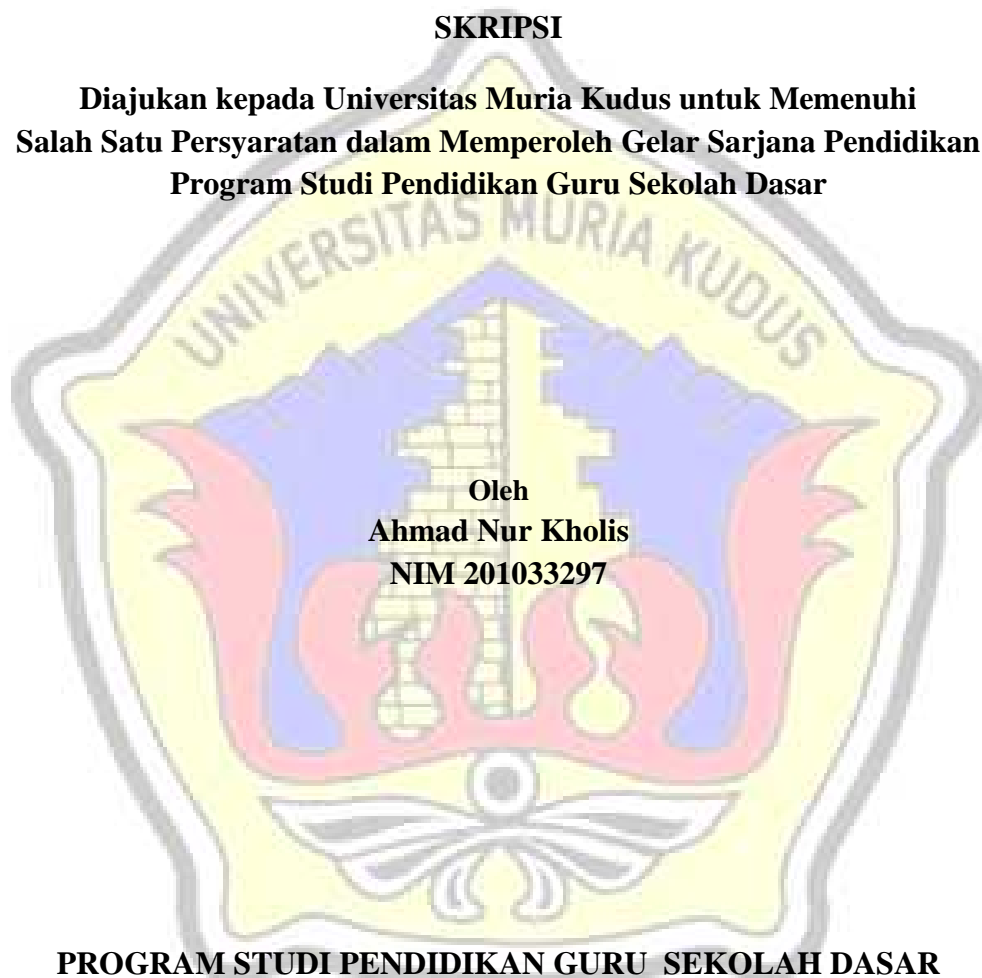 SKRIPSI
Diajukan kepada Universitas Muria Kudus untuk Memenuhi
Salah Satu Persyaratan dalam Memperoleh Gelar Sarjana Pendidikan
Program Studi Pendidikan Guru Sekolah Dasar
UNIVERSITAS MURIA KUDUS
Oleh
Ahmad Nur Kholis
NIM 201033297
PROGRAM STUDI PENDIDIKAN GURU SEKOLAH DASAR